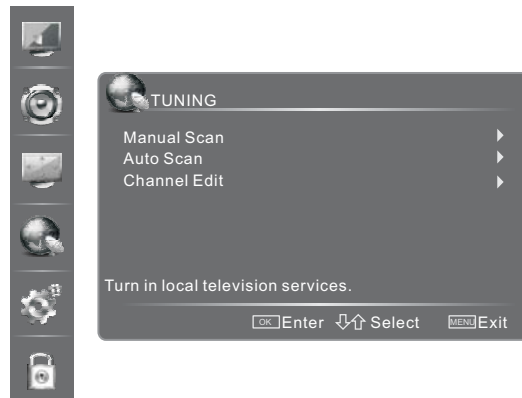 TUNING
Manual Scan
Auto Scan
Channel Edit
Turn in local television services.
OK Enter Select MENU Exit